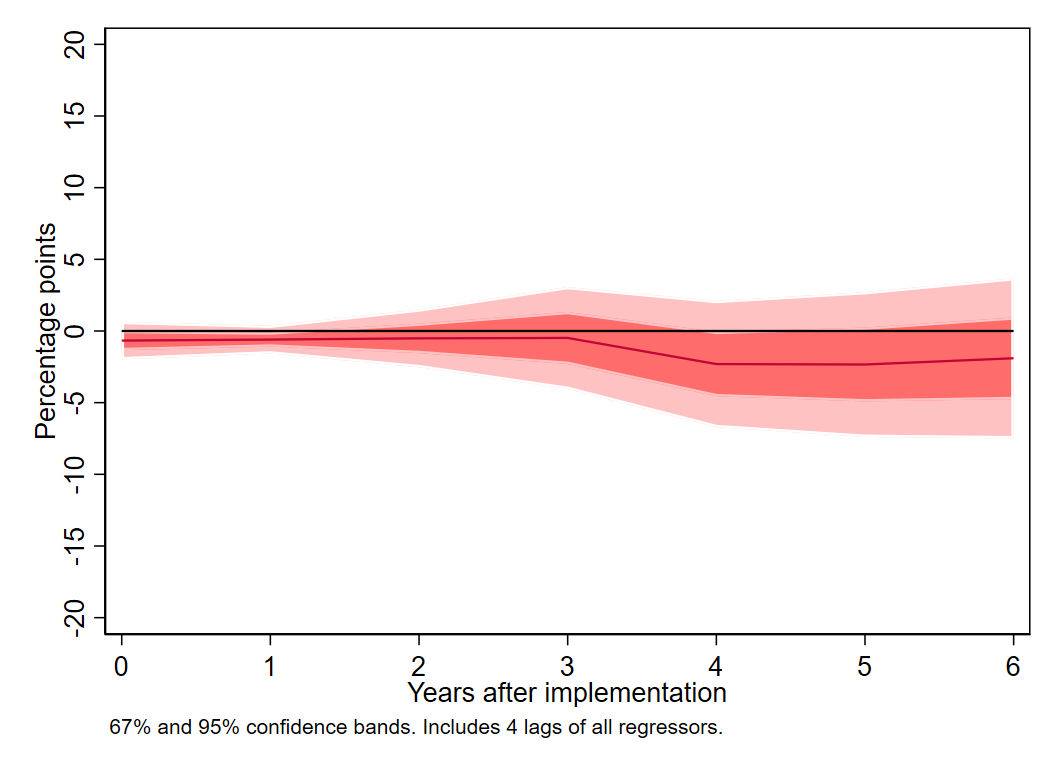 20
15
10
5
0
-5
-10
-15
-20
Percentage points
0 1 2 3 4 5 6
Years after implementation
67% and 95% confidence bands. Includes 4 lags of all regressors.